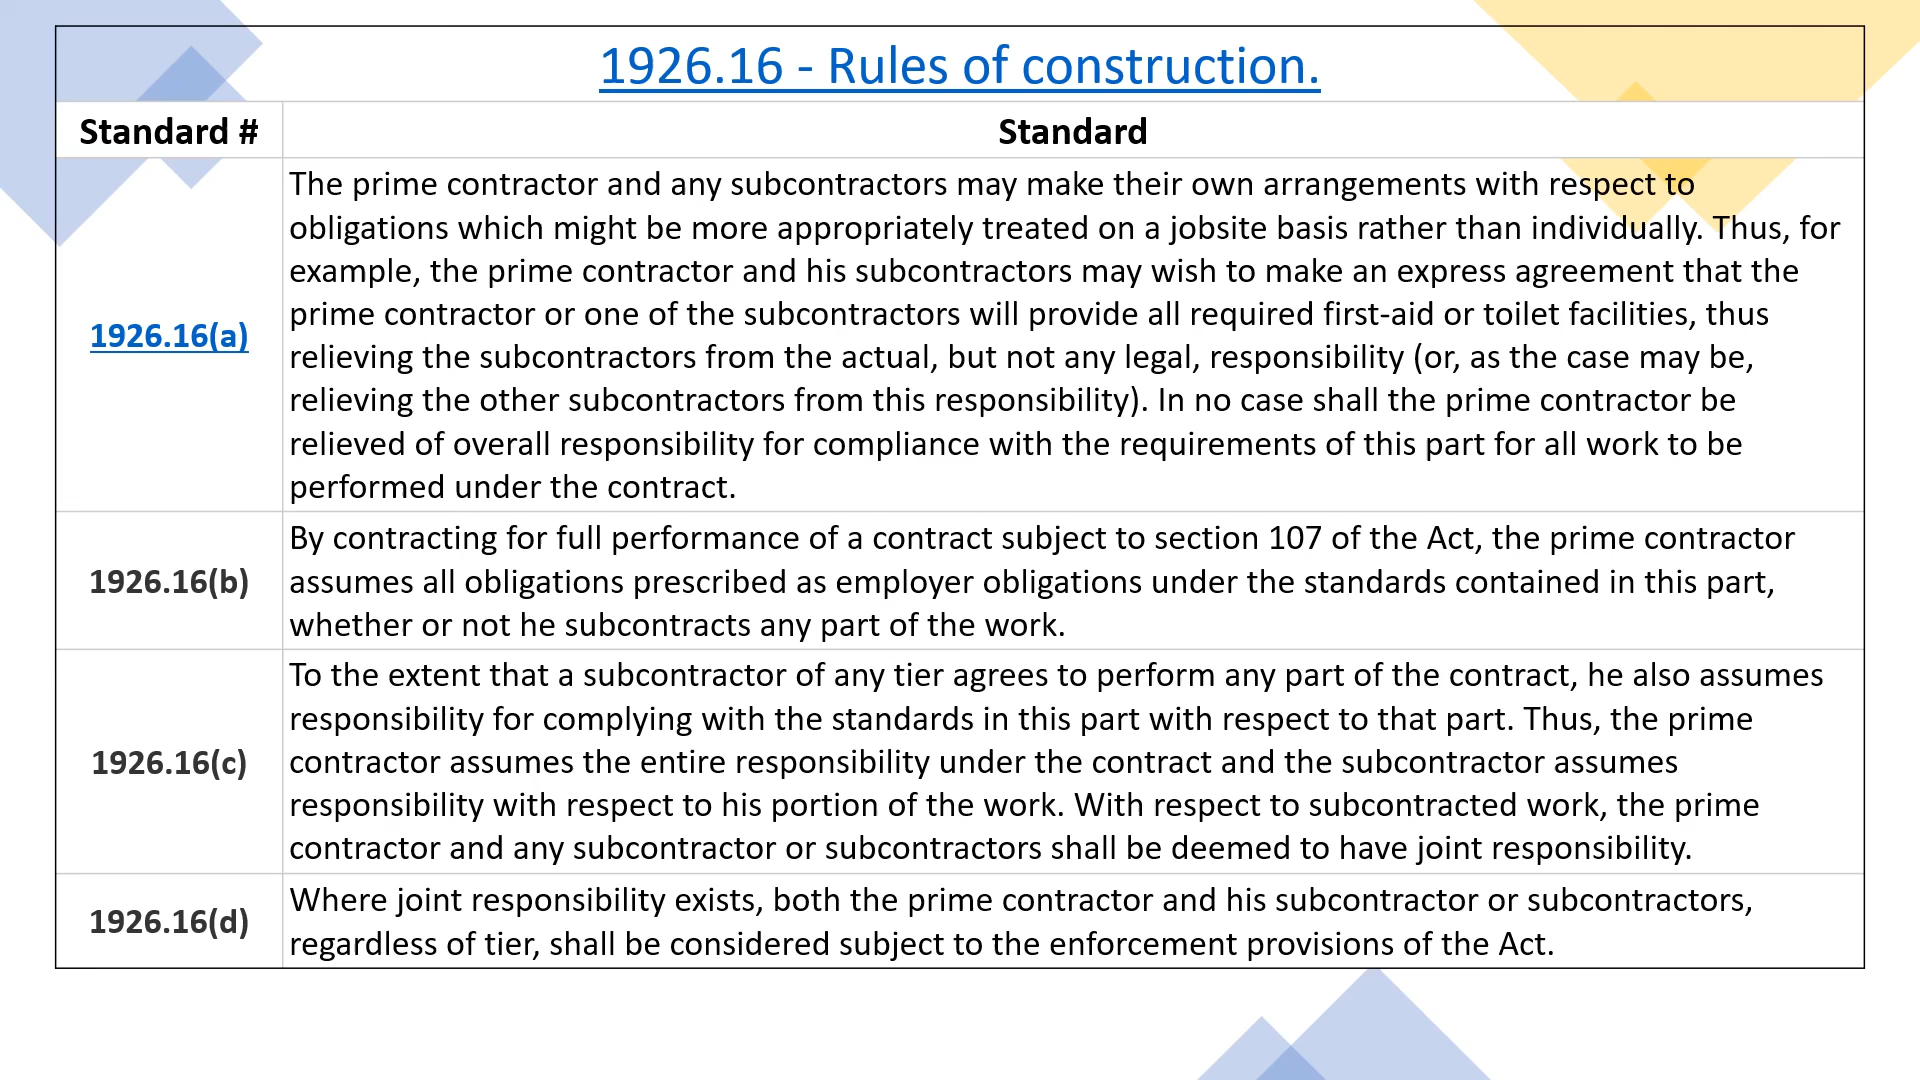 1926.16 - Rules of construction.
Standard #
Standard
1926.16(a)
The prime contractor and any subcontractors may make their own arrangements with respect to
obligations which might be more appropriately treated on a jobsite basis rather than individually. Thus, for
example, the prime contractor and his subcontractors may wish to make an express agreement that the
prime contractor or one of the subcontractors will provide all required first-aid or toilet facilities, thus
relieving the subcontractors from the actual, but not any legal, responsibility (or, as the case may be,
relieving the other subcontractors from this responsibility). In no case shall the prime contractor be
relieved of overall responsibility for compliance with the requirements of this part for all work to be
performed under the contract.
1926.16(b)
By contracting for full performance of a contract subject to section 107 of the Act, the prime contractor
assumes all obligations prescribed as employer obligations under the standards contained in this part,
whether or not he subcontracts any part of the work.
1926.16(c)
To the extent that a subcontractor of any tier agrees to perform any part of the contract, he also assumes
responsibility for complying with the standards in this part with respect to that part. Thus, the prime
contractor assumes the entire responsibility under the contract and the subcontractor assumes
responsibility with respect to his portion of the work. With respect to subcontracted work, the prime
contractor and any subcontractor or subcontractors shall be deemed to have joint responsibility.
1926.16(d)
Where joint responsibility exists, both the prime contractor and his subcontractor or subcontractors,
regardless of tier, shall be considered subject to the enforcement provisions of the Act.